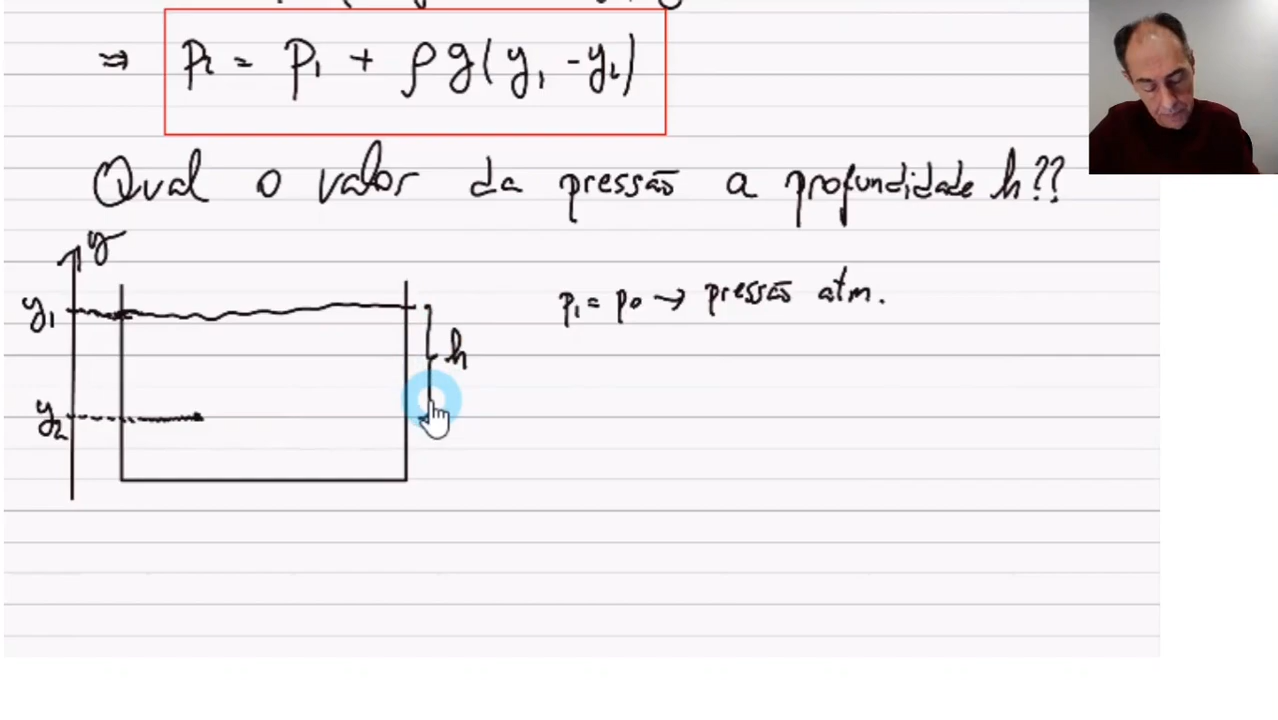 ⇒ p₂ = p₁ + ρg(y₁ - y₂)
Qual o valor da pressão a profundidade h??
y
y₁
p₁ = p₀ → pressão atm.
h
y₂